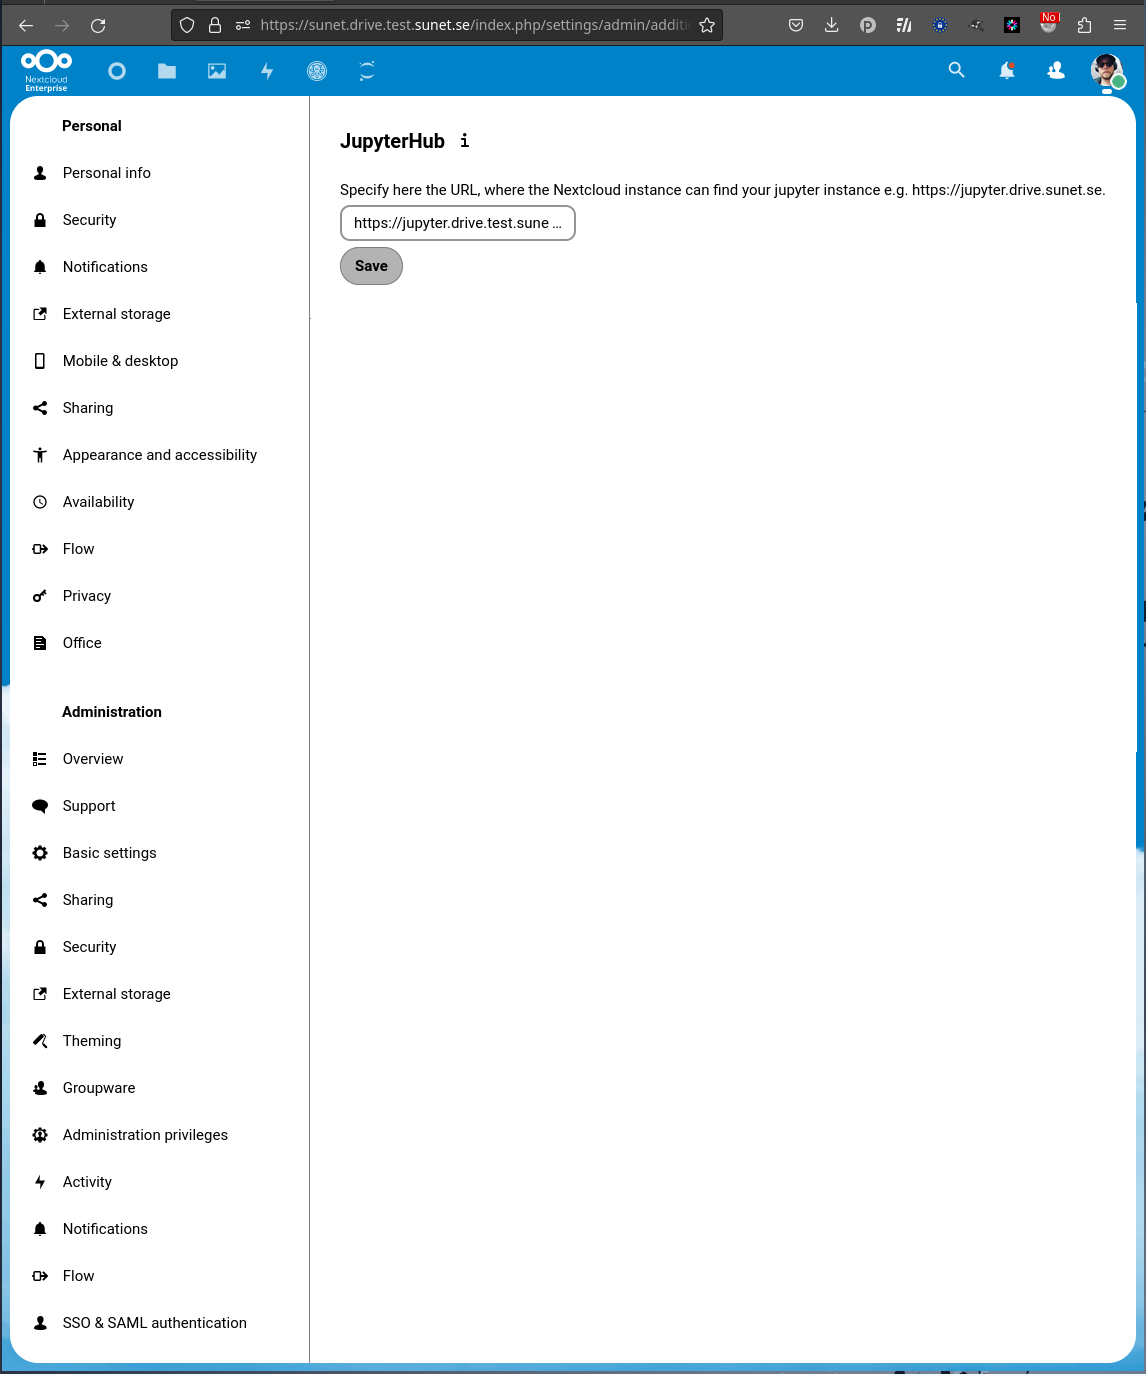 https://sunet.drive.test.sunet.se/index.php/settings/admin/additi
No
Nextcloud
Enterprise
Personal
Personal info
Security
Notifications
External storage
Mobile & desktop
Sharing
Appearance and accessibility
Availability
Flow
Privacy
Office
Administration
Overview
Support
Basic settings
Sharing
Security
External storage
Theming
Groupware
Administration privileges
Activity
Notifications
Flow
SSO & SAML authentication
JupyterHub i
Specify here the URL, where the Nextcloud instance can find your jupyter instance e.g. https://jupyter.drive.sunet.se.
https://jupyter.drive.test.sune ...
Save